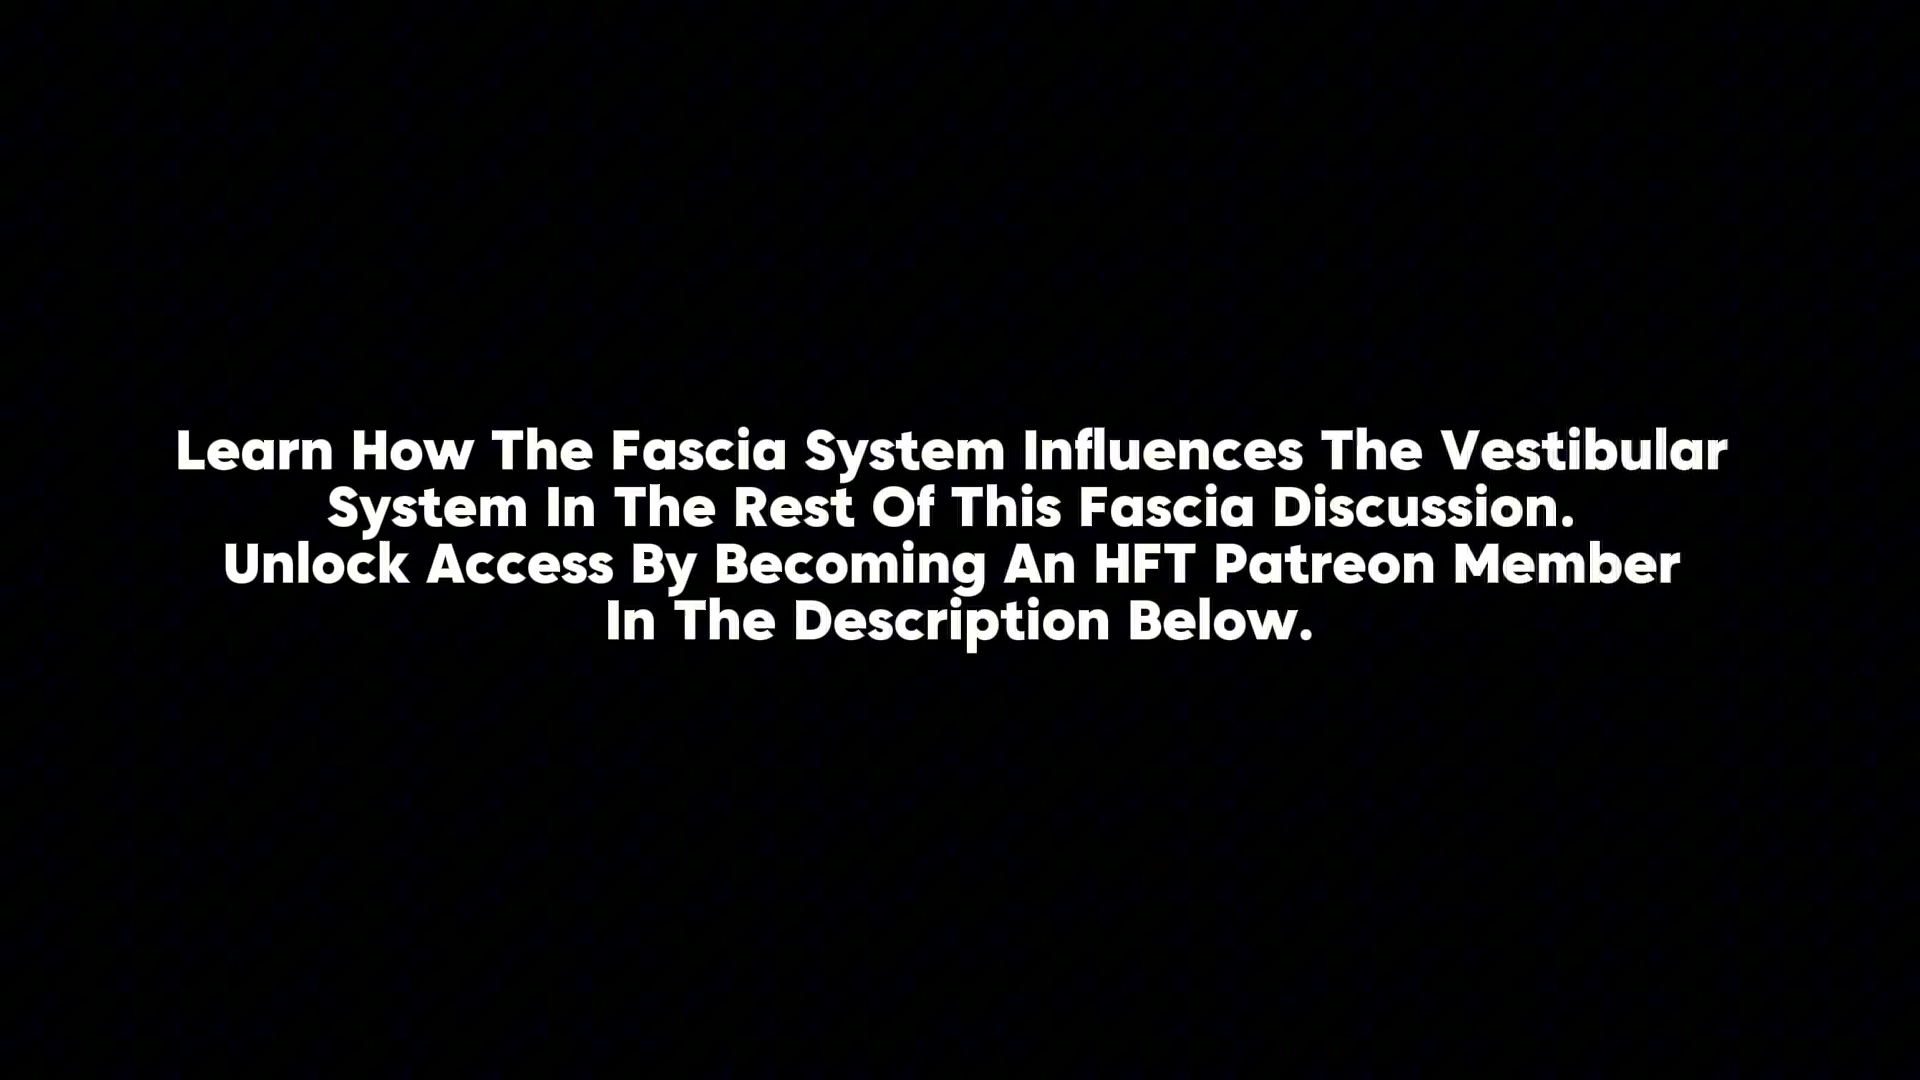 Learn How The Fascia System Influences The Vestibular
System In The Rest Of This Fascia Discussion.
Unlock Access By Becoming An HFT Patreon Member
In The Description Below.